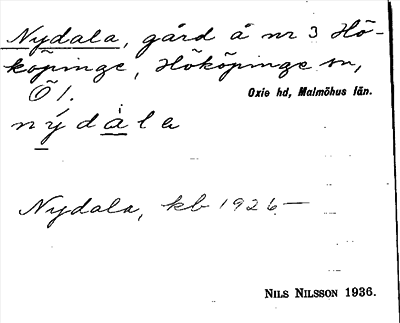 Nydala, gård å nr 3 Hö-
köpinge, Hököpinge sn,
Ö 1.
Oxie hd, Malmöhus län.
nýdàla
Nydala, kb 1926.—
NILS NILSSON 1936.